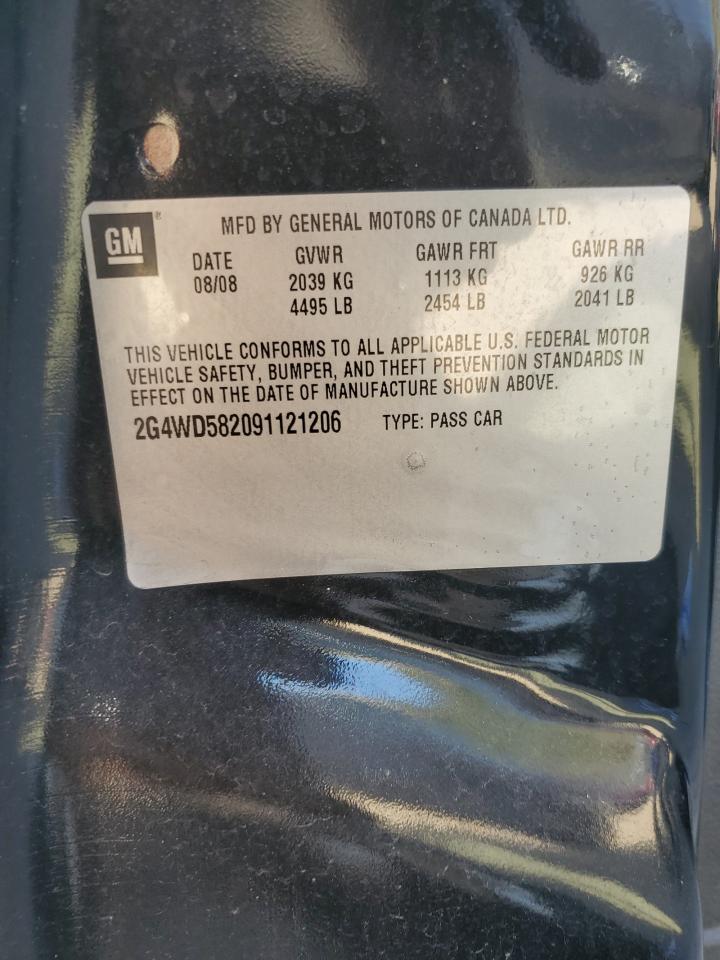 GM ®
MFD BY GENERAL MOTORS OF CANADA LTD.
DATE GVWR GAWR FRT GAWR RR
08/08 2039 KG 1113 KG 926 KG
4495 LB 2454 LB 2041 LB
THIS VEHICLE CONFORMS TO ALL APPLICABLE U.S. FEDERAL MOTOR
VEHICLE SAFETY, BUMPER, AND THEFT PREVENTION STANDARDS IN
EFFECT ON THE DATE OF MANUFACTURE SHOWN ABOVE.
2G4WD582091121206 TYPE: PASS CAR